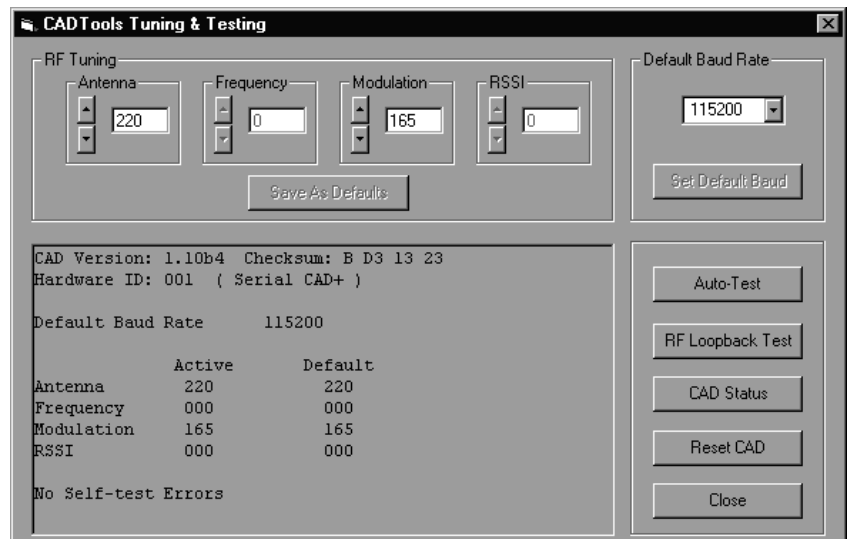 CADTools Tuning & Testing
RF Tuning
Antenna
220
Frequency
0
Modulation
165
RSSI
0
Save As Defaults
Default Baud Rate
115200
Set Default Baud
CAD Version: 1.10b4 Checksum: B D3 13 23
Hardware ID: 001 ( Serial CAD+ )
Default Baud Rate 115200
Active Default
Antenna 220 220
Frequency 000 000
Modulation 165 165
RSSI 000 000
No Self-test Errors
Auto-Test
RF Loopback Test
CAD Status
Reset CAD
Close